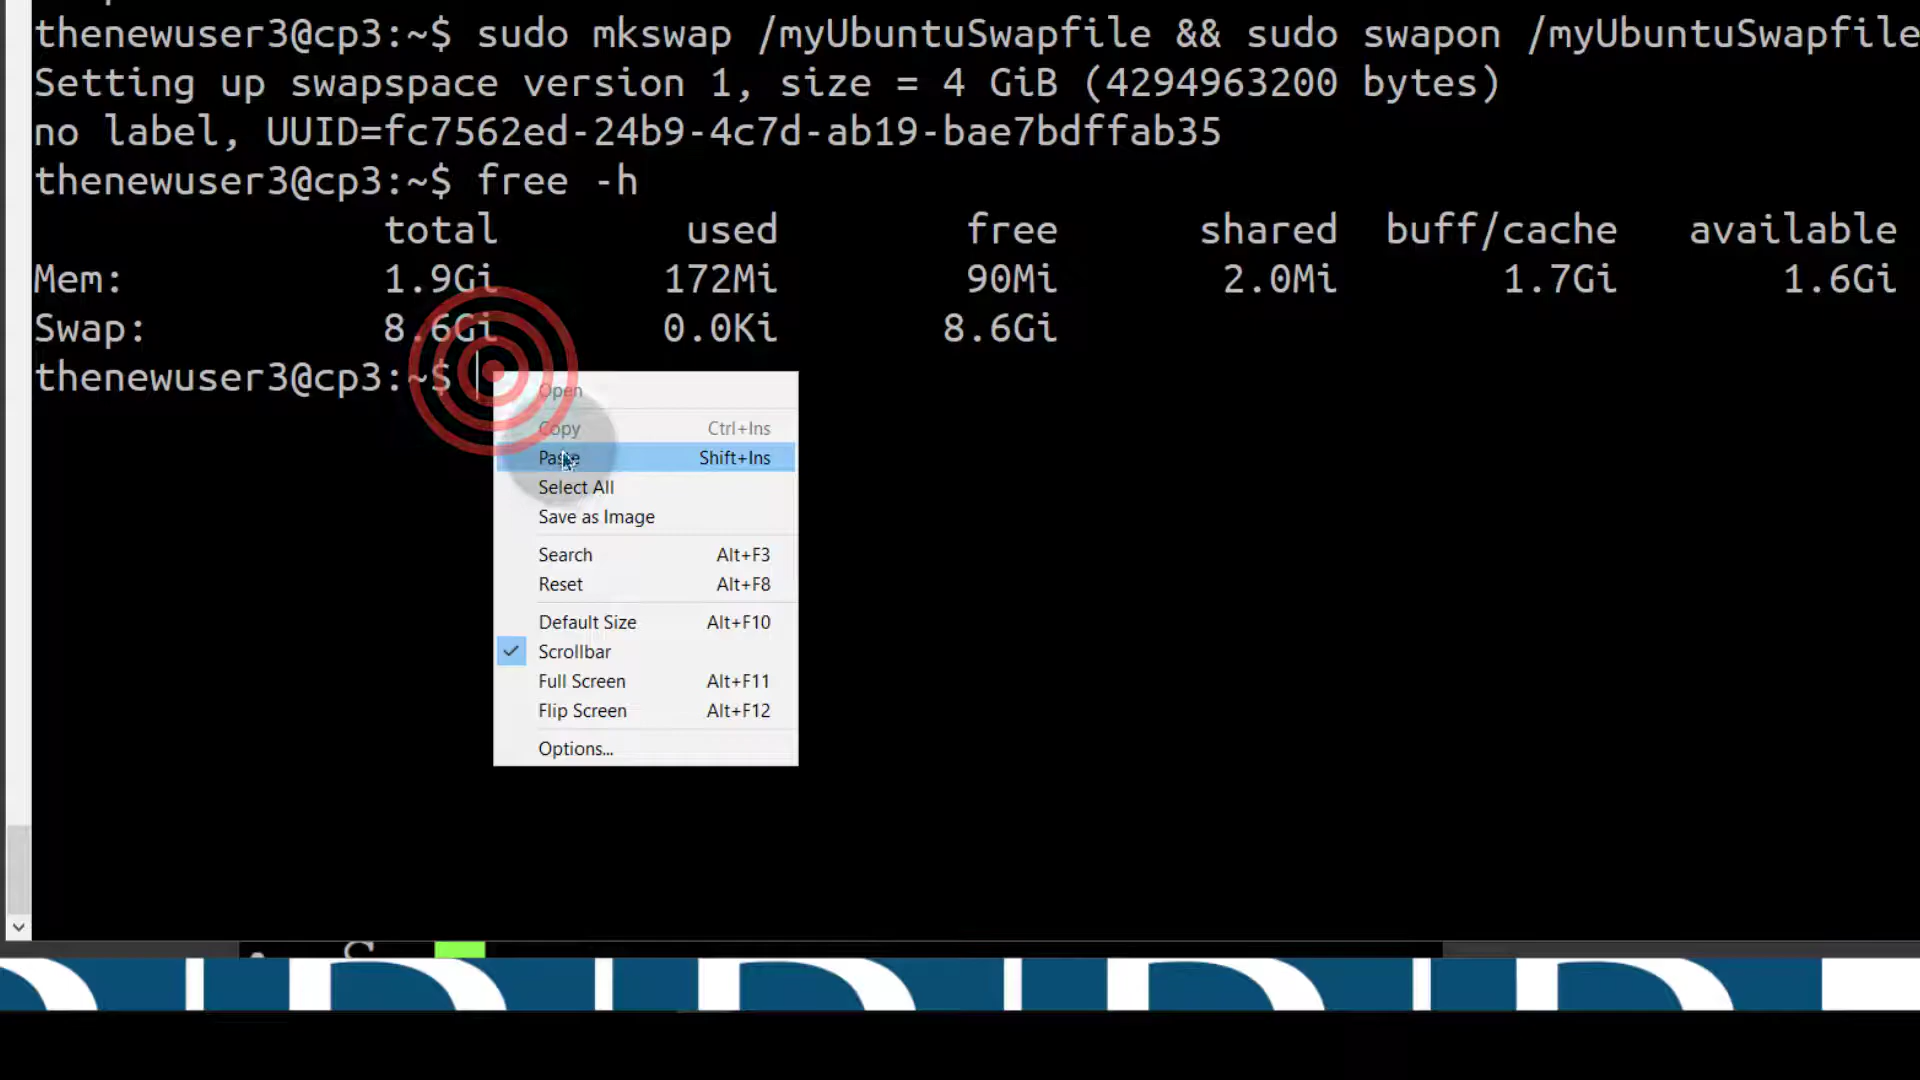 thenewuser3@cp3:~$ sudo mkswap /myUbuntuSwapfile && sudo swapon /myUbuntuSwapfile
Setting up swapspace version 1, size = 4 GiB (4294963200 bytes)
no label, UUID=fc7562ed-24b9-4c7d-ab19-bae7bdffab35
thenewuser3@cp3:~$ free -h
total used free shared buff/cache available
Mem: 1.9Gi 172Mi 90Mi 2.0Mi 1.7Gi 1.6Gi
Swap: 8.6Gi 0.0Ki 8.6Gi
thenewuser3@cp3:~$
Open
Copy Ctrl+Ins
Paste Shift+Ins
Select All
Save as Image
Search Alt+F3
Reset Alt+F8
Default Size Alt+F10
Scrollbar
Full Screen Alt+F11
Flip Screen Alt+F12
Options...